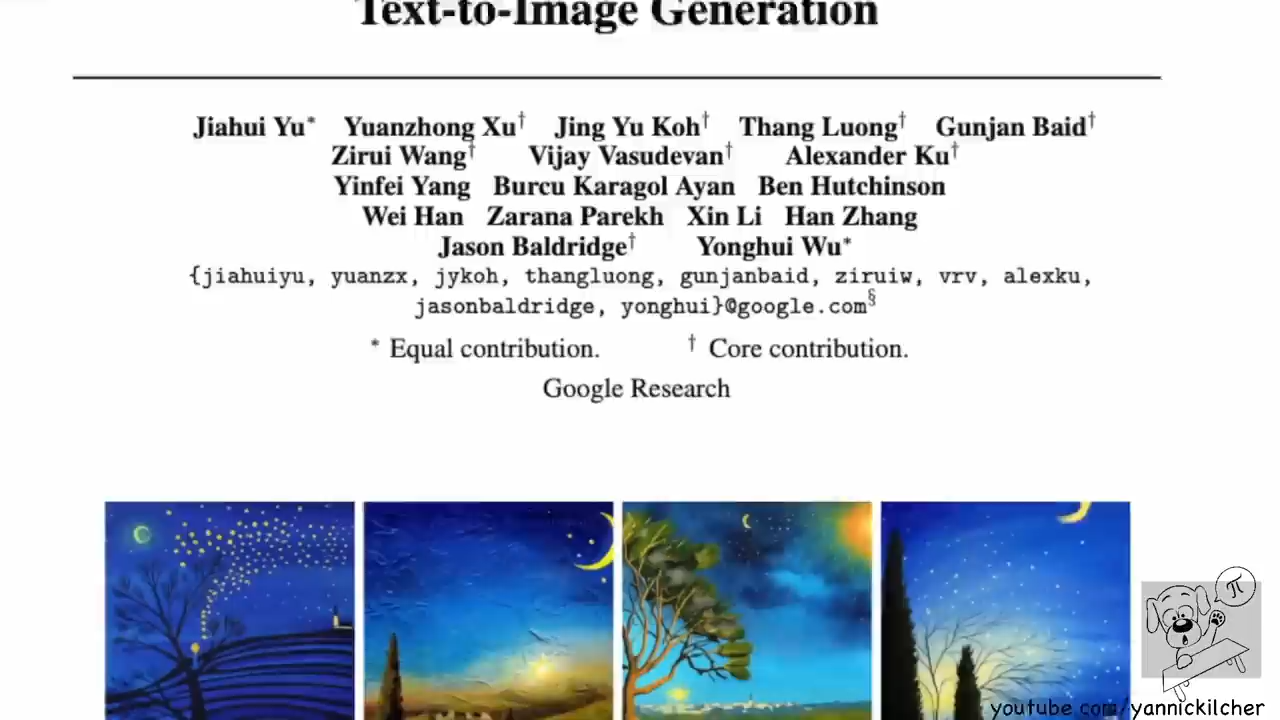 Text-to-Image Generation
Jiahui Yu* Yuanzhong Xu† Jing Yu Koh† Thang Luong† Gunjan Baid†
Zirui Wang† Vijay Vasudevan† Alexander Ku†
Yinfei Yang Burcu Karagol Ayan Ben Hutchinson
Wei Han Zarana Parekh Xin Li Han Zhang
Jason Baldridge† Yonghui Wu*
{jiahuiyu, yuanzx, jykoh, thangluong, gunjanbaid, ziruiw, vrv, alexku,
jasonbaldridge, yonghui}@google.com§
* Equal contribution. † Core contribution.
Google Research
π
youtube.com/yannickilcher